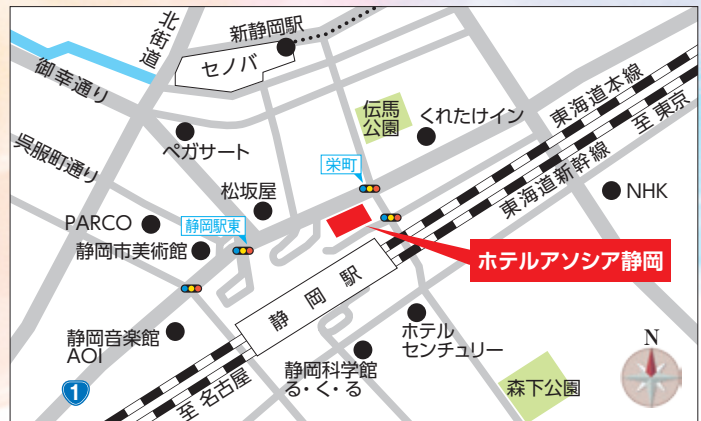 北街道
新静岡駅
セノバ
御幸通り
伝馬
公園
くれたけイン
東海道本線
至 東京
東海道新幹線
ペガサート
呉服町通り
栄町
松坂屋
NHK
PARCO
静岡駅東
静岡市美術館
ホテルアソシア静岡
静岡駅
静岡音楽館
AOI
ホテル
センチュリー
静岡科学館
る・く・る
N
1
至 名古屋
森下公園